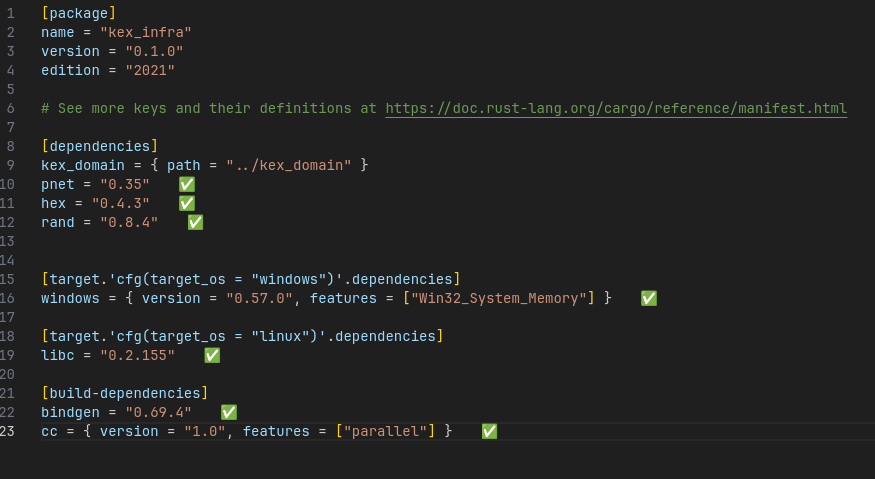 1 [package]
2 name = "kex_infra"
3 version = "0.1.0"
4 edition = "2021"
5
6 # See more keys and their definitions at https://doc.rust-lang.org/cargo/reference/manifest.html
7
8 [dependencies]
9 kex_domain = { path = "../kex_domain" }
10 pnet = "0.35" ✅
11 hex = "0.4.3" ✅
12 rand = "0.8.4" ✅
13
14
15 [target.'cfg(target_os = "windows")'.dependencies]
16 windows = { version = "0.57.0", features = ["Win32_System_Memory"] } ✅
17
18 [target.'cfg(target_os = "linux")'.dependencies]
19 libc = "0.2.155" ✅
20
21 [build-dependencies]
22 bindgen = "0.69.4" ✅
23 cc = { version = "1.0", features = ["parallel"] } ✅